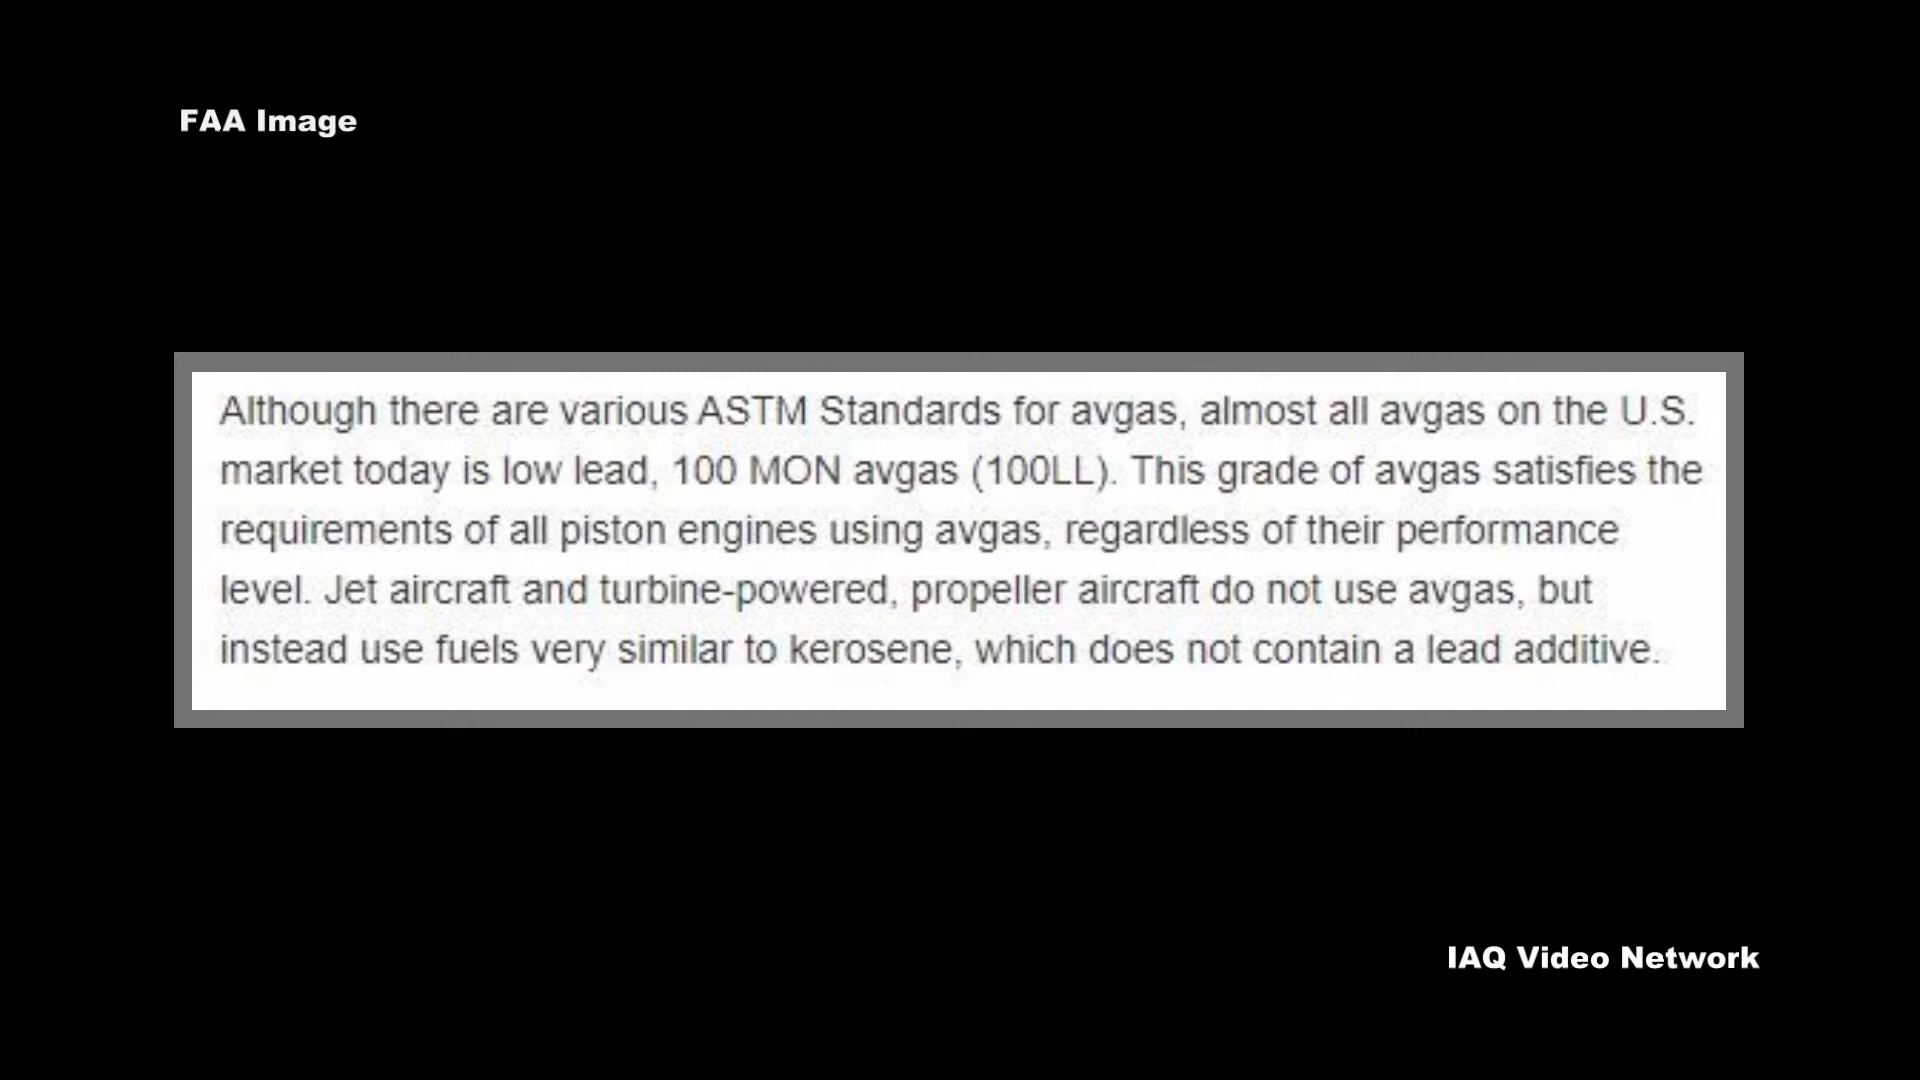 FAA Image
Although there are various ASTM Standards for avgas, almost all avgas on the U.S.
market today is low lead, 100 MON avgas (100LL). This grade of avgas satisfies the
requirements of all piston engines using avgas, regardless of their performance
level. Jet aircraft and turbine-powered, propeller aircraft do not use avgas, but
instead use fuels very similar to kerosene, which does not contain a lead additive.
IAQ Video Network